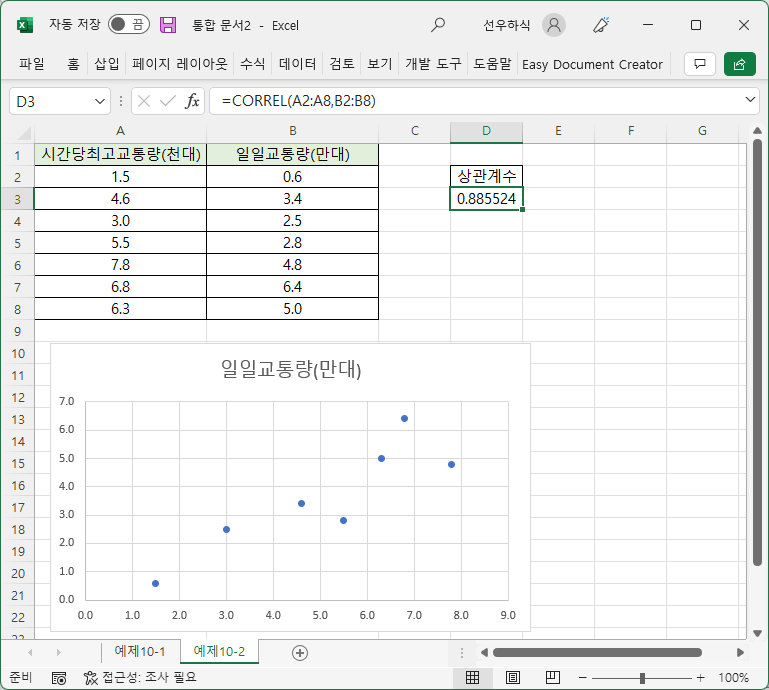 자동 저장 끔 통합 문서2 - Excel 선우하식
파일 홈 삽입 페이지 레이아웃 수식 데이터 검토 보기 개발 도구 도움말 Easy Document Creator
D3 fx =CORREL(A2:A8,B2:B8)
A B C D E F G
1 시간당최고교통량(천대) 일일교통량(만대)
2 1.5 0.6 상관계수
3 4.6 3.4 0.885524
4 3.0 2.5
5 5.5 2.8
6 7.8 4.8
7 6.8 6.4
8 6.3 5.0
9
10
11 일일교통량(만대)
12
13 7.0
14 6.0
15 5.0
16 4.0
17 3.0
18 2.0
19 1.0
20 0.0
21 0.0 1.0 2.0 3.0 4.0 5.0 6.0 7.0 8.0 9.0
22
23
예제10-1 예제10-2
준비 접근성: 조사 필요 100%